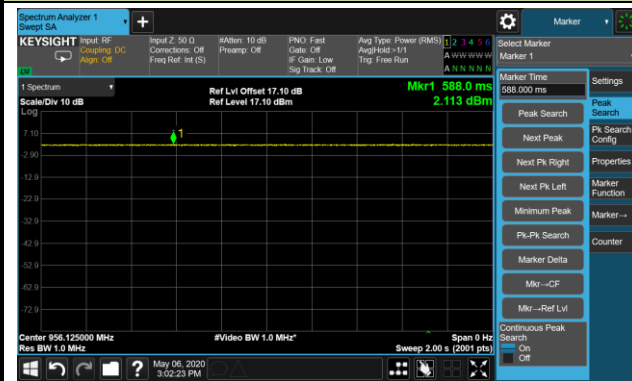 Spectrum Analyzer 1
Swept SA
Marker
KEYSIGHT
Input: RF
Coupling: DC
Align: Off
Input Z: 50 Ω
Corrections: Off
Freq Ref: Int (S)
#Atten: 10 dB
Preamp: Off
PNO: Fast
Gate: Off
IF Gain: Low
Sig Track: Off
Avg Type: Power (RMS)
Avg|Hold:>1/1
Trig: Free Run
1 2 3 4 5 6
A W W W W W
A N N N N N
Select Marker
Marker 1
LW
1 Spectrum
Scale/Div 10 dB
Log
Ref Lvl Offset 17.10 dB
Ref Level 17.10 dBm
Mkr1 588.0 ms
2.113 dBm
Marker Time
588.000 ms
Settings
Peak Search
Peak
Search
Next Peak
Pk Search
Config
Next Pk Right
Properties
Next Pk Left
Marker
Function
Minimum Peak
Marker→
Pk-Pk Search
Counter
Marker Delta
Mkr→CF
Mkr→Ref Lvl
Continuous Peak
Search
On
Off
7.10
1
-2.90
-12.9
-22.9
-32.9
-42.9
-52.9
-62.9
-72.9
Center 956.125000 MHz
Res BW 1.0 MHz
#Video BW 1.0 MHz*
Span 0 Hz
Sweep 2.00 s (2001 pts)
?
May 06, 2020
3:02:23 PM